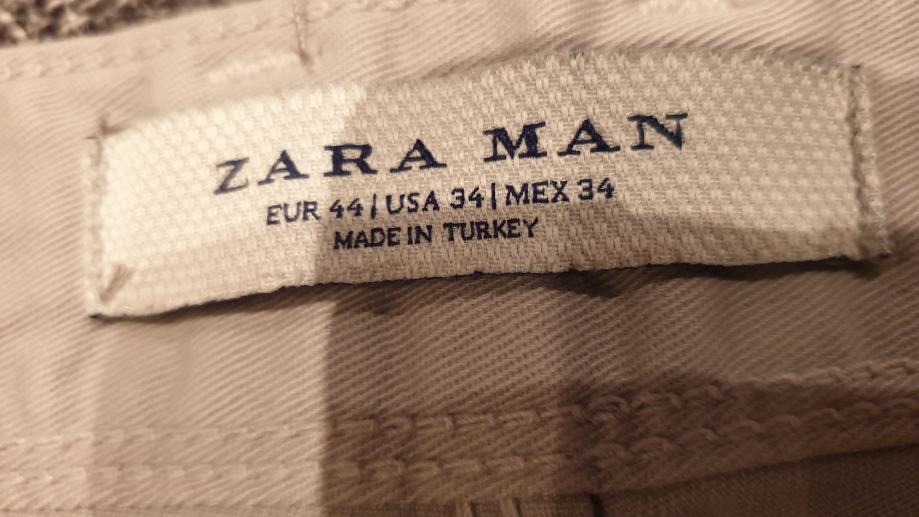 ZARA MAN
EUR 44 | USA 34 | MEX 34
MADE IN TURKEY